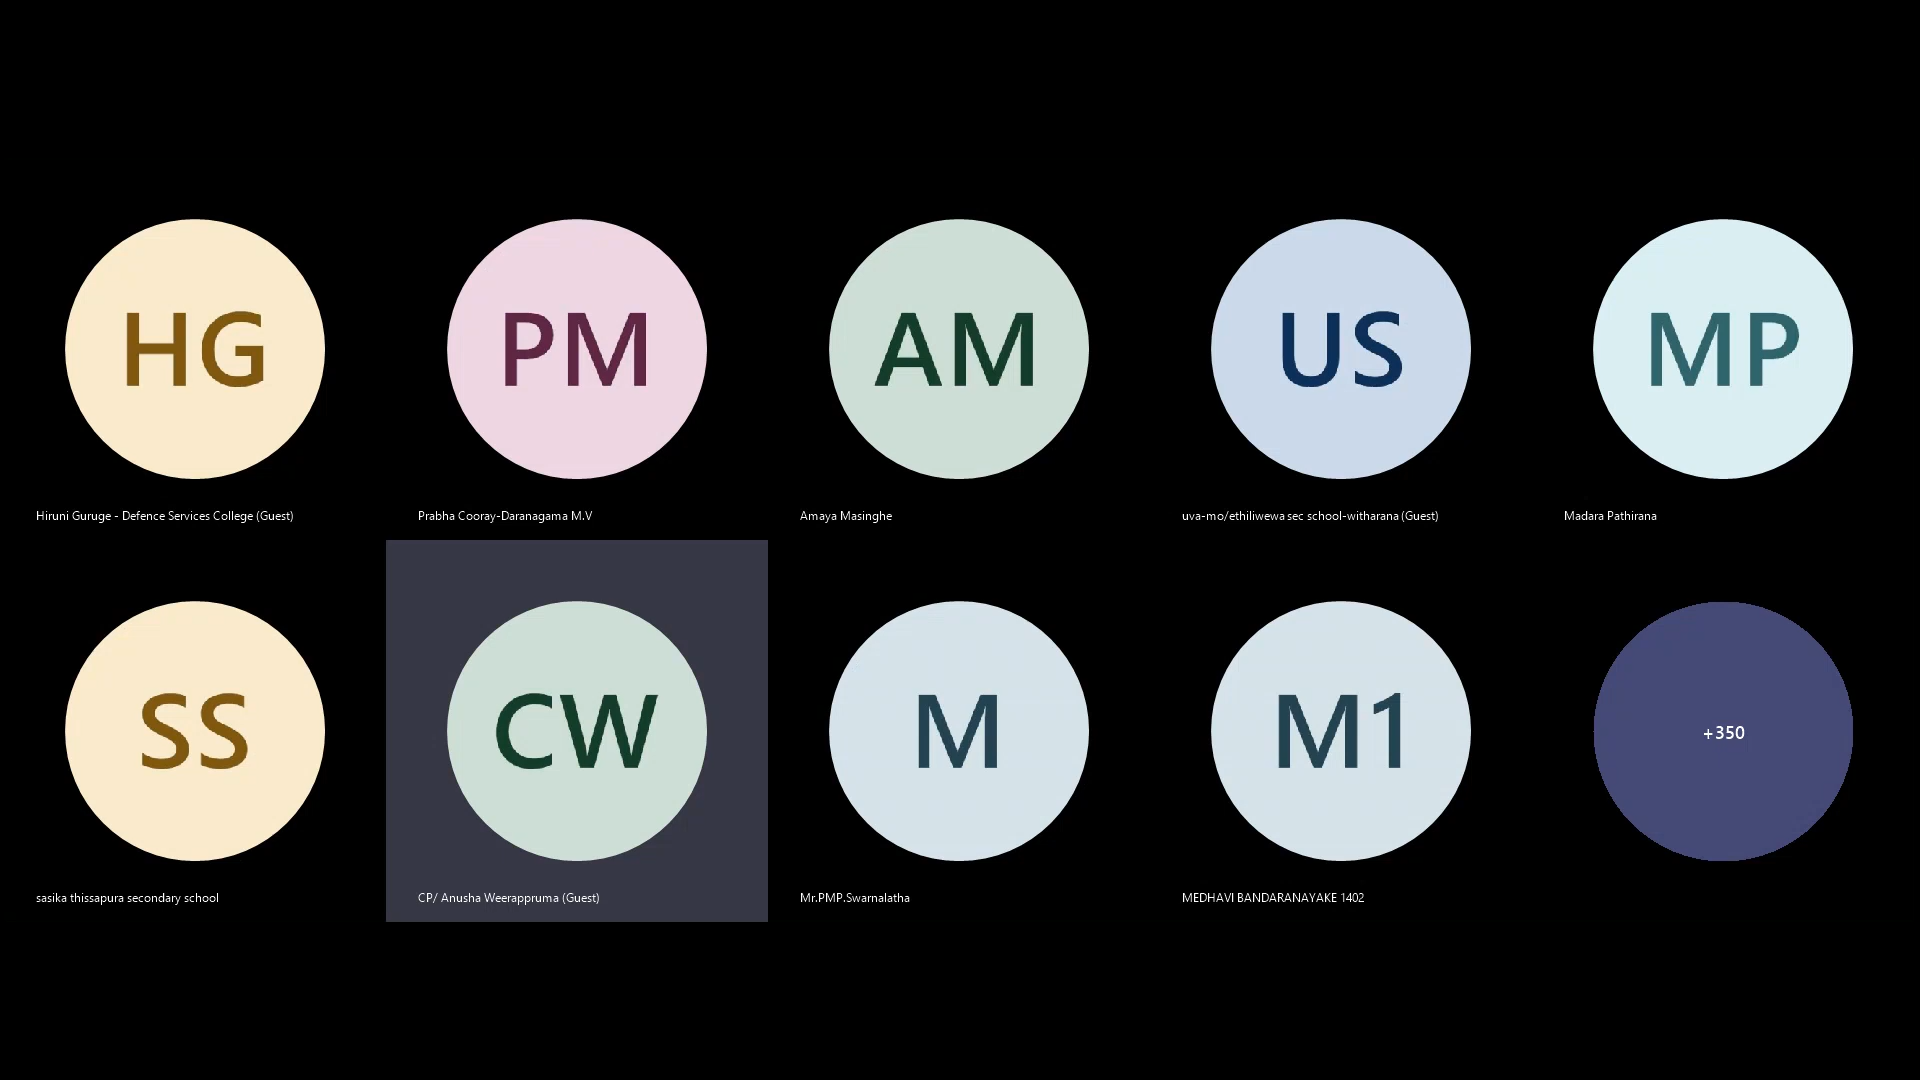 HG
PM
AM
US
MP
Hiruni Guruge - Defence Services College (Guest)
Prabha Cooray-Daranagama M.V
Amaya Masinghe
uva-mo/ethiliwewa sec school-witharana (Guest)
Madara Pathirana
SS
CW
M
M1
+350
sasika thissapura secondary school
CP/ Anusha Weerappruma (Guest)
Mr.PMP.Swarnalatha
MEDHAVI BANDARANAYAKE 1402